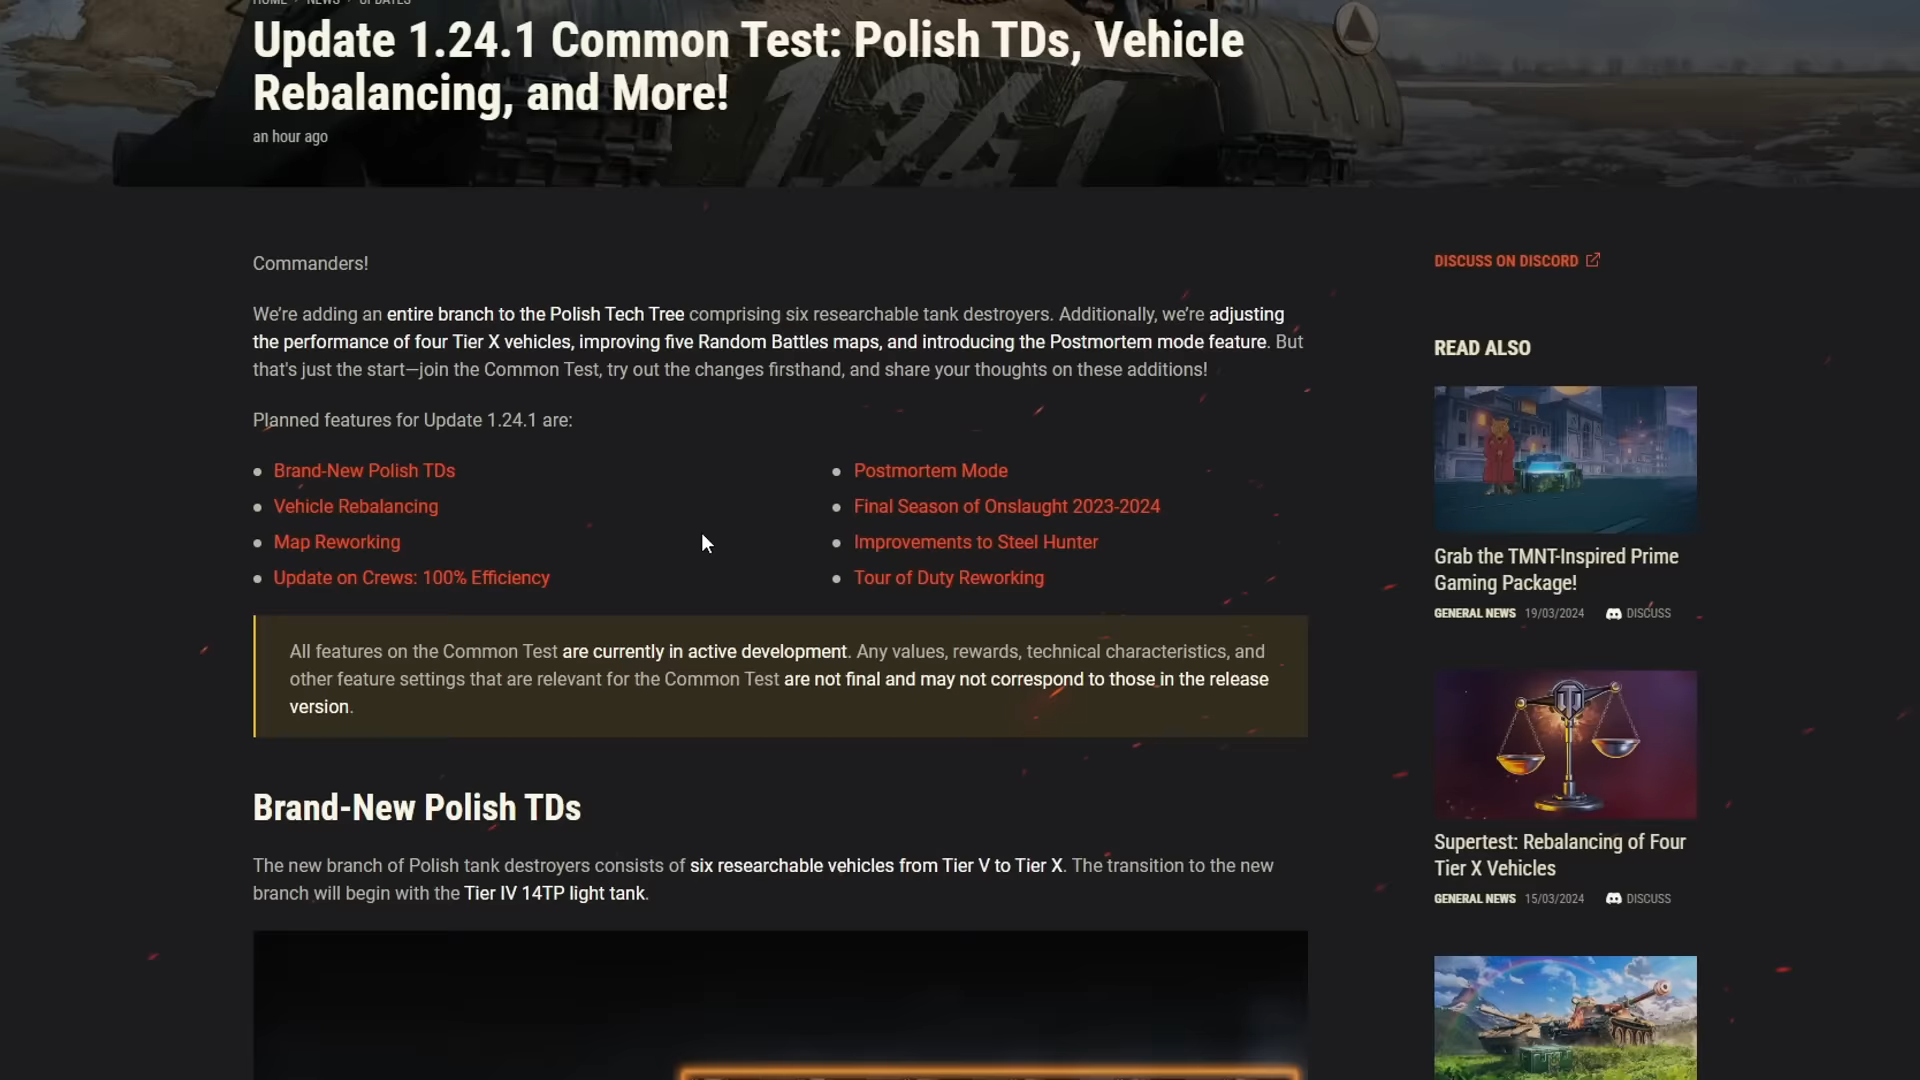 HOME NEWS UPDATES
Update 1.24.1 Common Test: Polish TDs, Vehicle
Rebalancing, and More!
an hour ago
1.24.1
Commanders!
We're adding an entire branch to the Polish Tech Tree comprising six researchable tank destroyers. Additionally, we're adjusting
the performance of four Tier X vehicles, improving five Random Battles maps, and introducing the Postmortem mode feature. But
that's just the start—join the Common Test, try out the changes firsthand, and share your thoughts on these additions!
Planned features for Update 1.24.1 are:
Brand-New Polish TDs
Vehicle Rebalancing
Map Reworking
Update on Crews: 100% Efficiency
Postmortem Mode
Final Season of Onslaught 2023-2024
Improvements to Steel Hunter
Tour of Duty Reworking
All features on the Common Test are currently in active development. Any values, rewards, technical characteristics, and
other feature settings that are relevant for the Common Test are not final and may not correspond to those in the release
version.
Brand-New Polish TDs
The new branch of Polish tank destroyers consists of six researchable vehicles from Tier V to Tier X. The transition to the new
branch will begin with the Tier IV 14TP light tank.
DISCUSS ON DISCORD
READ ALSO
Grab the TMNT-Inspired Prime
Gaming Package!
GENERAL NEWS 19/03/2024 DISCUSS
Supertest: Rebalancing of Four
Tier X Vehicles
GENERAL NEWS 15/03/2024 DISCUSS